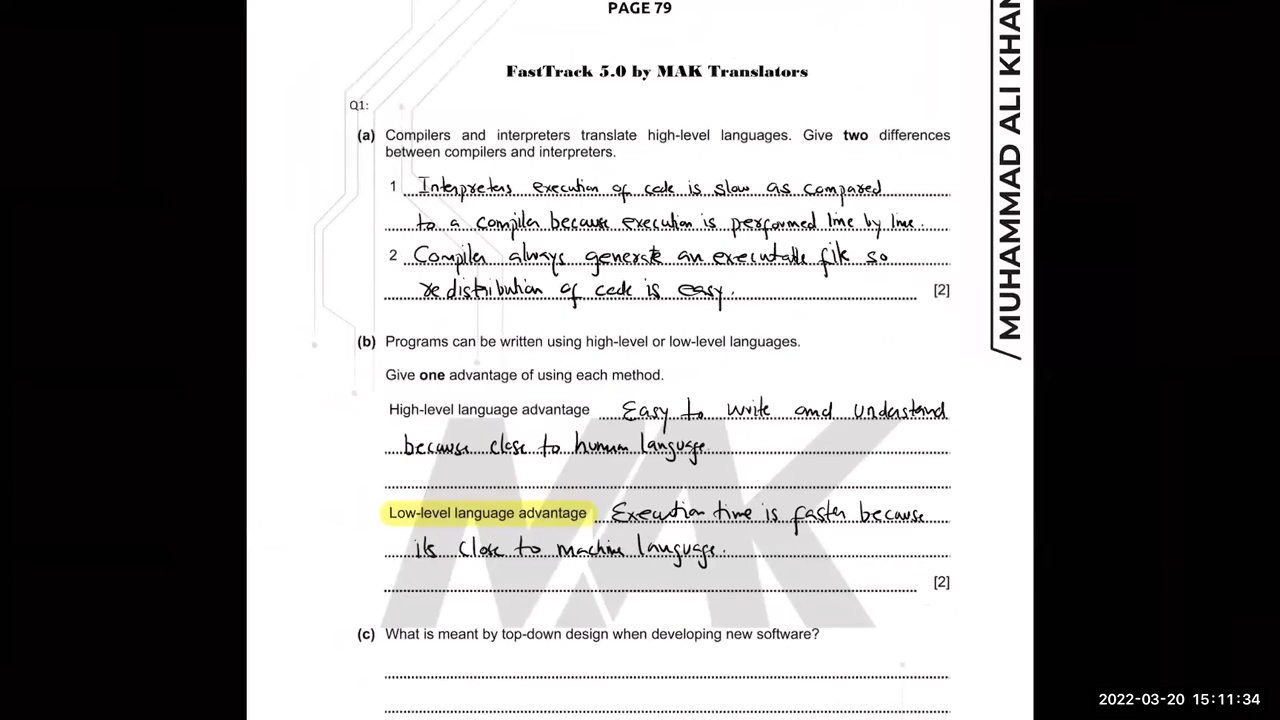 PAGE 79
MUHAMMAD ALI KHAN
FastTrack 5.0 by MAK Translators
Q1:
(a) Compilers and interpreters translate high-level languages. Give two differences
between compilers and interpreters.
1 Interpreters execution of code is slow as compared
to a compiler because execution is performed line by line.
2 Compiler always generate an executable file so
redistribution of code is easy. [2]
(b) Programs can be written using high-level or low-level languages.
Give one advantage of using each method.
High-level language advantage Easy to write and understand
because close to human language.
Low-level language advantage Execution time is faster because
its close to machine language.
[2]
(c) What is meant by top-down design when developing new software?
MAK
2022-03-20 15:11:34